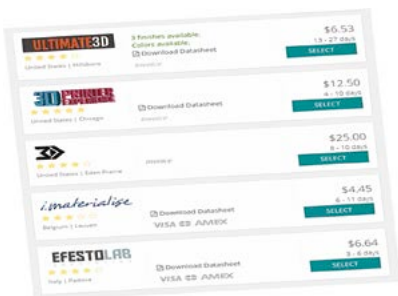 ULTIMATE3D
3 finishes available.
Colors available.
Download Datasheet
$6.53
13 - 27 days
SELECT
United States | Hillsboro
3D PRINTER
EXPERIENCE
Download Datasheet
$12.50
4 - 10 days
SELECT
United States | Chicago
$25.00
8 - 10 days
SELECT
United States | Eden Prairie
i.materialise
Download Datasheet
VISA AMEX
$4.45
6 - 11 days
SELECT
Belgium | Leuven
EFESTOLAB
Download Datasheet
VISA AMEX
$6.64
3 - 6 days
SELECT
Italy | Padova